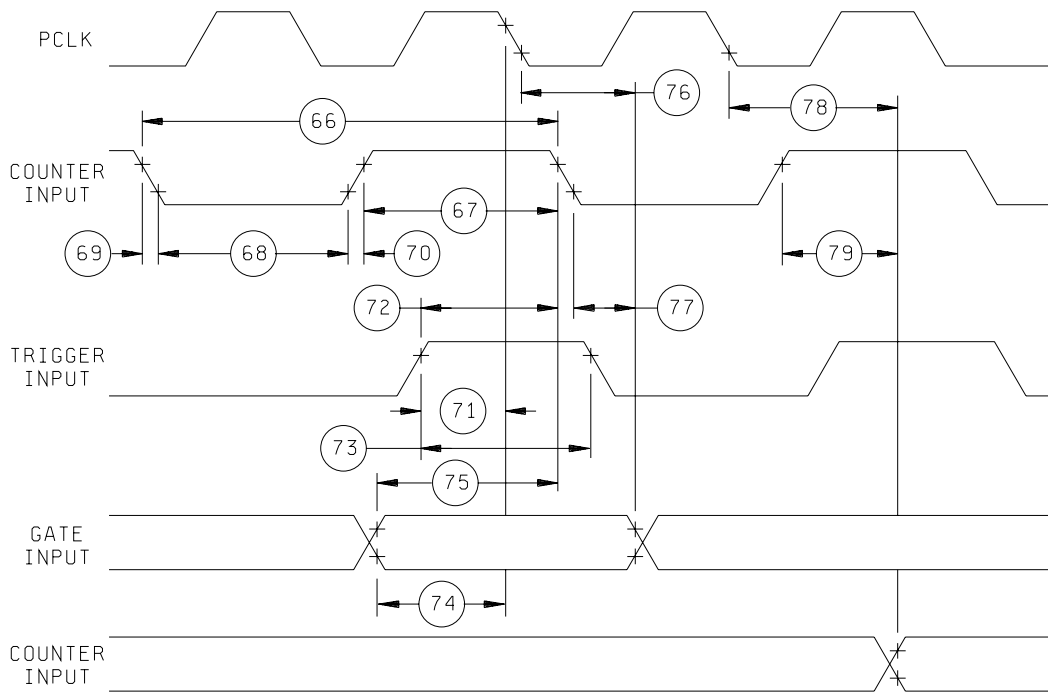 PCLK
76
78
66
COUNTER
INPUT
67
69
68
70
79
72
77
TRIGGER
INPUT
71
73
75
GATE
INPUT
74
COUNTER
INPUT